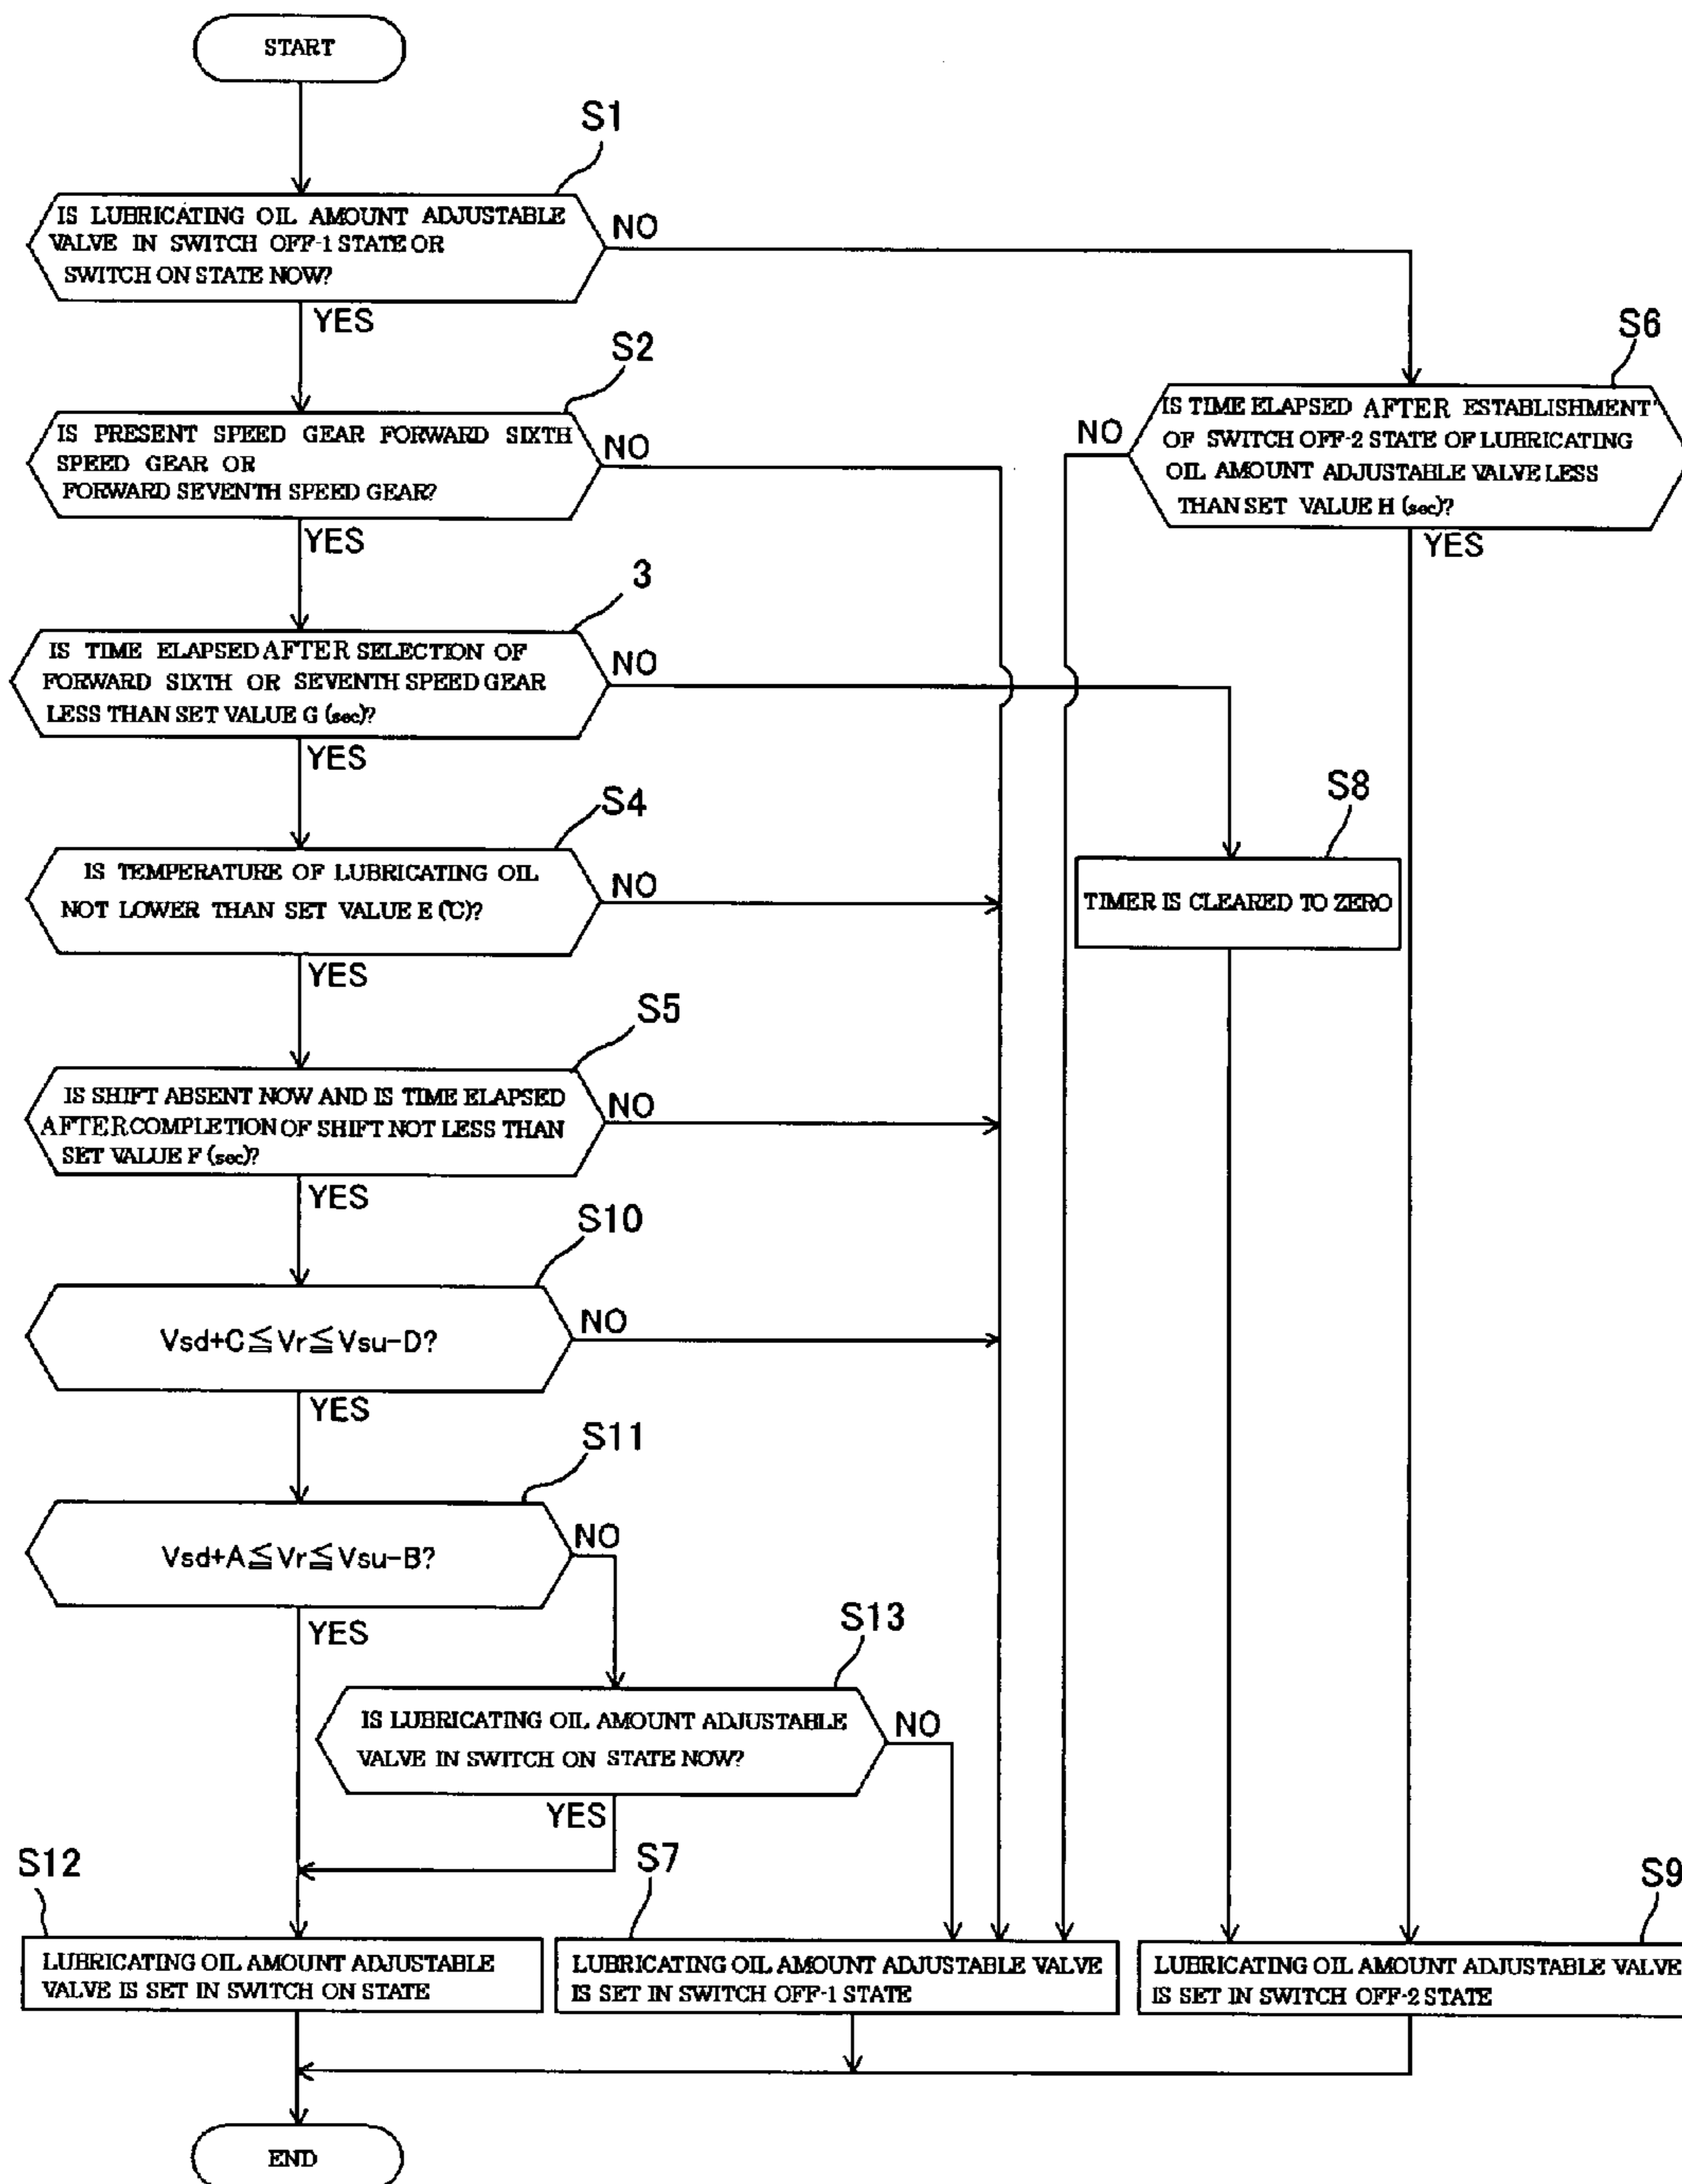 START
S1
IS LUBRICATING OIL AMOUNT ADJUSTABLE
VALVE IN SWITCH OFF-1 STATE OR
SWITCH ON STATE NOW?
NO
YES
S2
IS PRESENT SPEED GEAR FORWARD SIXTH
SPEED GEAR OR
FORWARD SEVENTH SPEED GEAR?
NO
YES
S6
IS TIME ELAPSED AFTER ESTABLISHMENT
OF SWITCH OFF-2 STATE OF LUBRICATING
OIL AMOUNT ADJUSTABLE VALVE LESS
THAN SET VALUE H (sec)?
NO
YES
3
IS TIME ELAPSED AFTER SELECTION OF
FORWARD SIXTH OR SEVENTH SPEED GEAR
LESS THAN SET VALUE G (sec)?
NO
YES
S4
IS TEMPERATURE OF LUBRICATING OIL
NOT LOWER THAN SET VALUE E (℃)?
NO
YES
S8
TIMER IS CLEARED TO ZERO
S5
IS SHIFT ABSENT NOW AND IS TIME ELAPSED
AFTER COMPLETION OF SHIFT NOT LESS THAN
SET VALUE F (sec)?
NO
YES
S10
Vsd+C≦Vr≦Vsu-D?
NO
YES
S11
Vsd+A≦Vr≦Vsu-B?
NO
YES
S13
IS LUBRICATING OIL AMOUNT ADJUSTABLE
VALVE IN SWITCH ON STATE NOW?
NO
YES
S12
LUBRICATING OIL AMOUNT ADJUSTABLE
VALVE IS SET IN SWITCH ON STATE
S7
LUBRICATING OIL AMOUNT ADJUSTABLE VALVE
IS SET IN SWITCH OFF-1 STATE
S9
LUBRICATING OIL AMOUNT ADJUSTABLE VALVE
IS SET IN SWITCH OFF-2 STATE
END